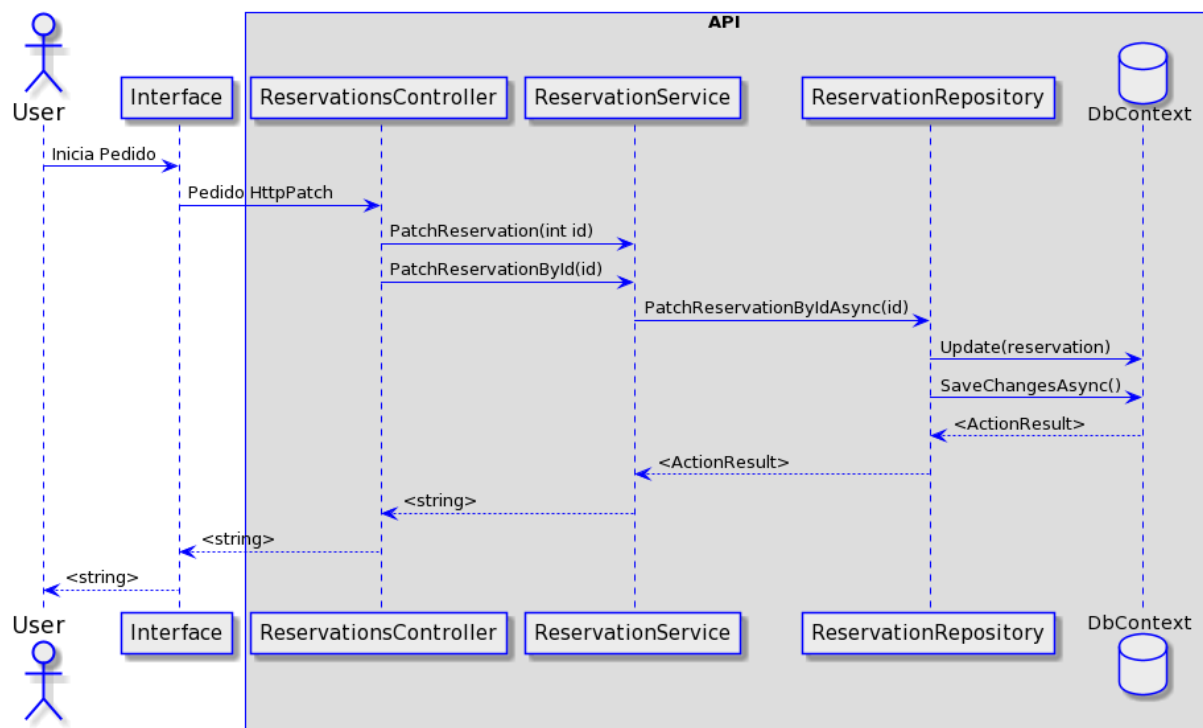 API
User
Interface
ReservationsController
ReservationService
ReservationRepository
DbContext
Inicia Pedido
Pedido HttpPatch
PatchReservation(int id)
PatchReservationById(id)
PatchReservationByIdAsync(id)
Update(reservation)
SaveChangesAsync()
<ActionResult>
<ActionResult>
<string>
<string>
<string>
User
Interface
ReservationsController
ReservationService
ReservationRepository
DbContext